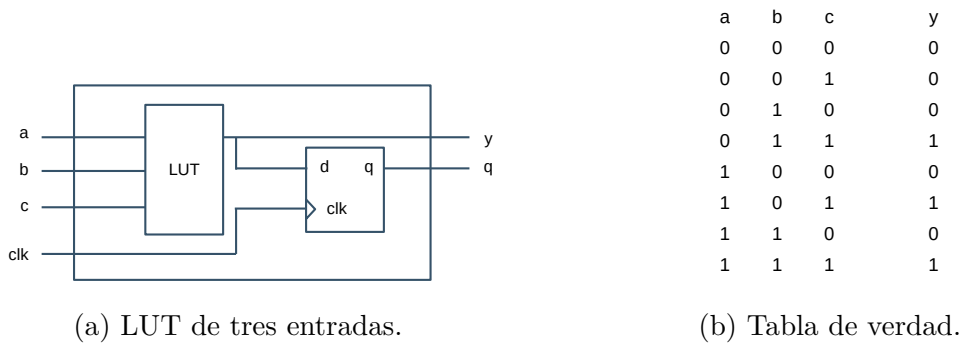 a
b
c
clk
LUT
d q
clk
y
q
(a) LUT de tres entradas.
a b c y
0 0 0 0
0 0 1 0
0 1 0 0
0 1 1 1
1 0 0 0
1 0 1 1
1 1 0 0
1 1 1 1
(b) Tabla de verdad.